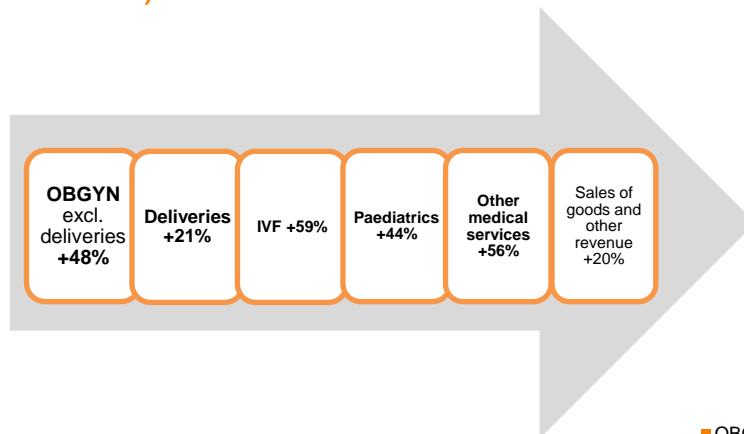 OBGYN
excl.
deliveries
+48%
Deliveries
+21%
IVF +59%
Paediatrics
+44%
Other
medical
services
+56%
Sales of
goods and
other
revenue
+20%